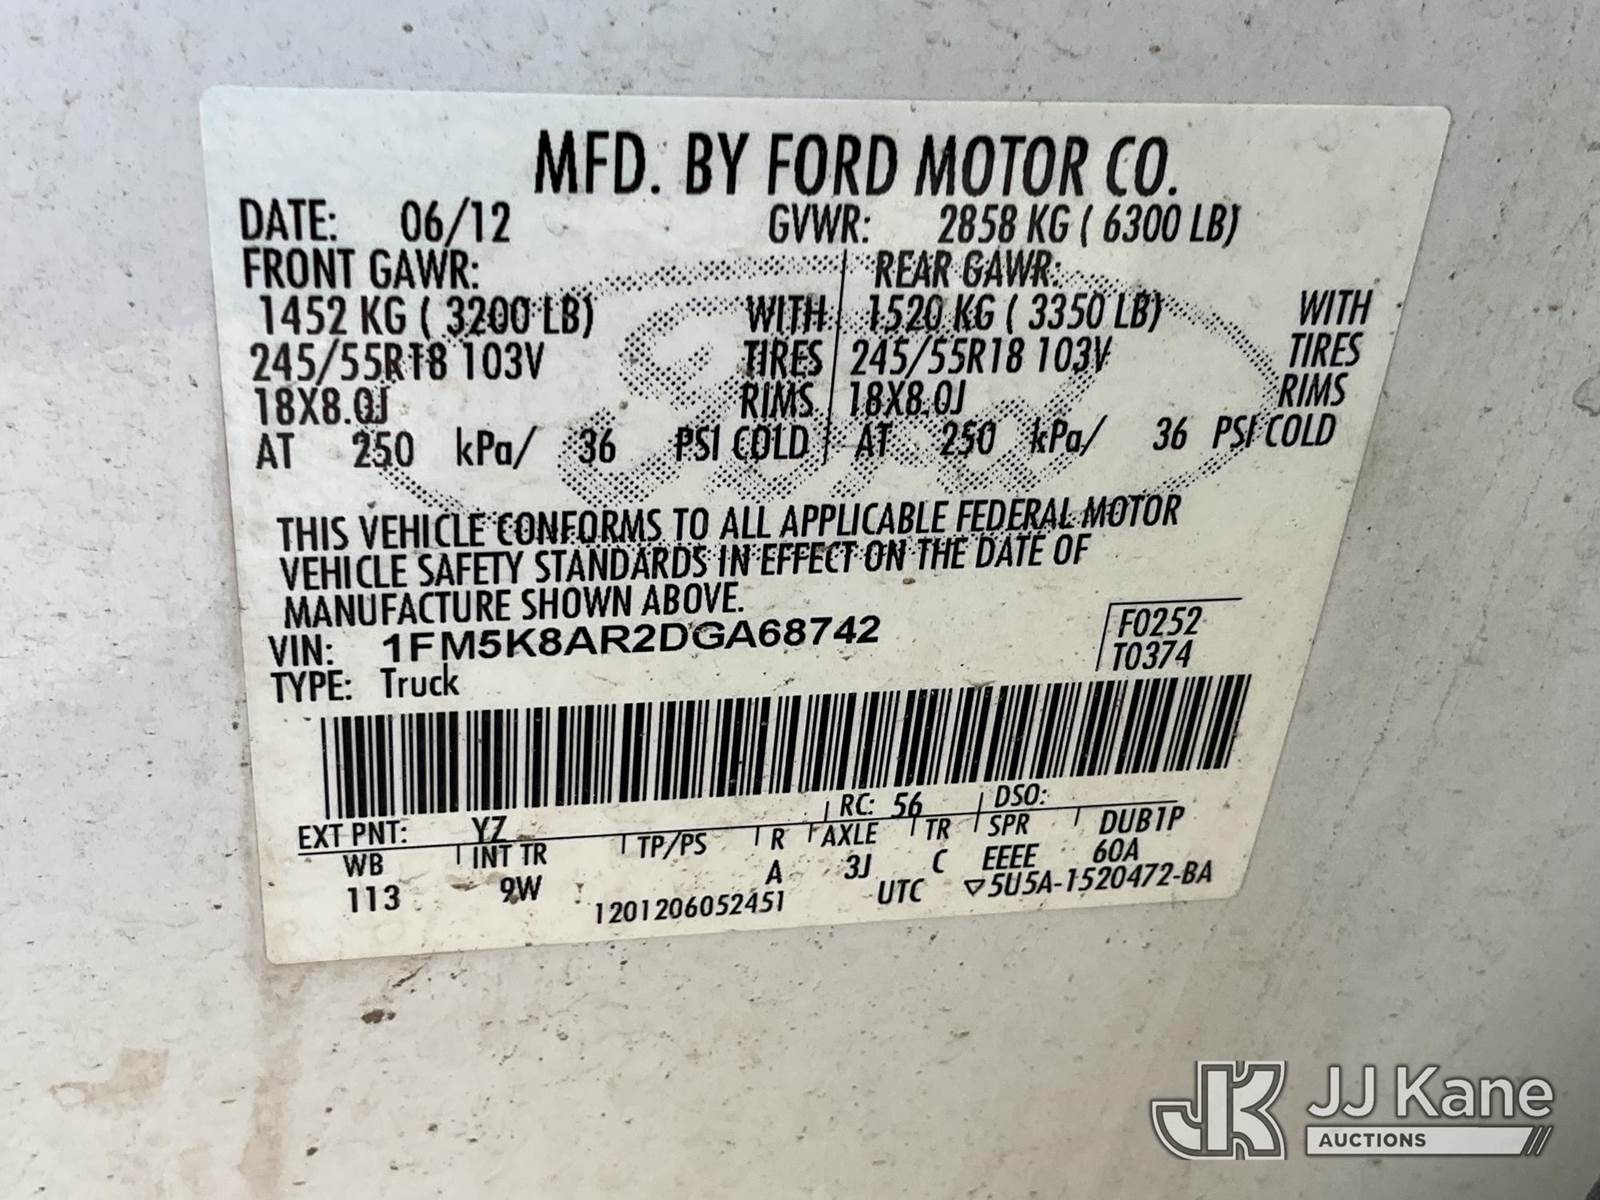 MFD. BY FORD MOTOR CO.
DATE: 06/12 GVWR: 2858 KG ( 6300 LB)
FRONT GAWR: REAR GAWR:
1452 KG ( 3200 LB) WITH 1520 KG ( 3350 LB) WITH
245/55R18 103V TIRES 245/55R18 103V TIRES
18X8.0J RIMS 18X8.0J RIMS
AT 250 kPa/ 36 PSI COLD AT 250 kPa/ 36 PSI COLD
THIS VEHICLE CONFORMS TO ALL APPLICABLE FEDERAL MOTOR
VEHICLE SAFETY STANDARDS IN EFFECT ON THE DATE OF
MANUFACTURE SHOWN ABOVE.
VIN: 1FM5K8AR2DGA68742 F0252
TYPE: Truck T0374
EXT PNT: YZ RC: 56 DSO:
WB INT TR TP/PS R AXLE TR SPR DUB1P
113 9W A 3J C EEEE 60A
1201206052451 UTC ▽5U5A-1520472-BA
JK JJ Kane
AUCTIONS